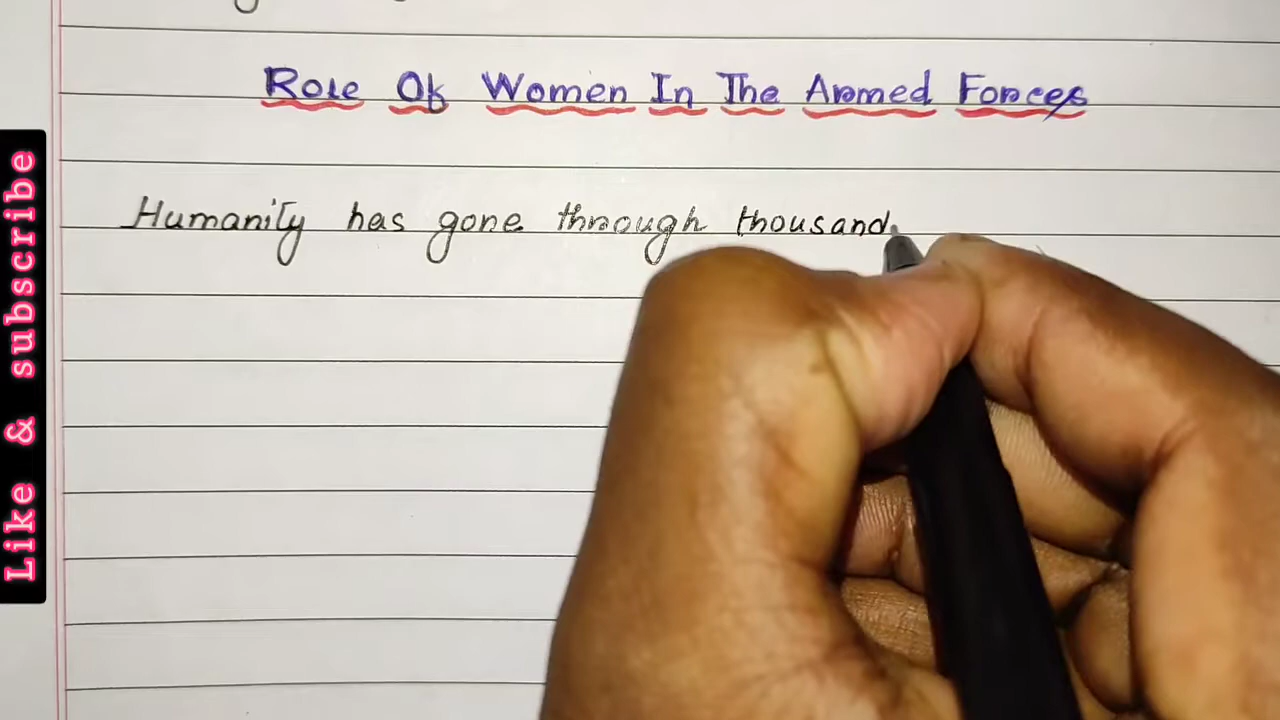 Role Of Women In The Armed Forces
Humanity has gone through thousand
Like & subscribe